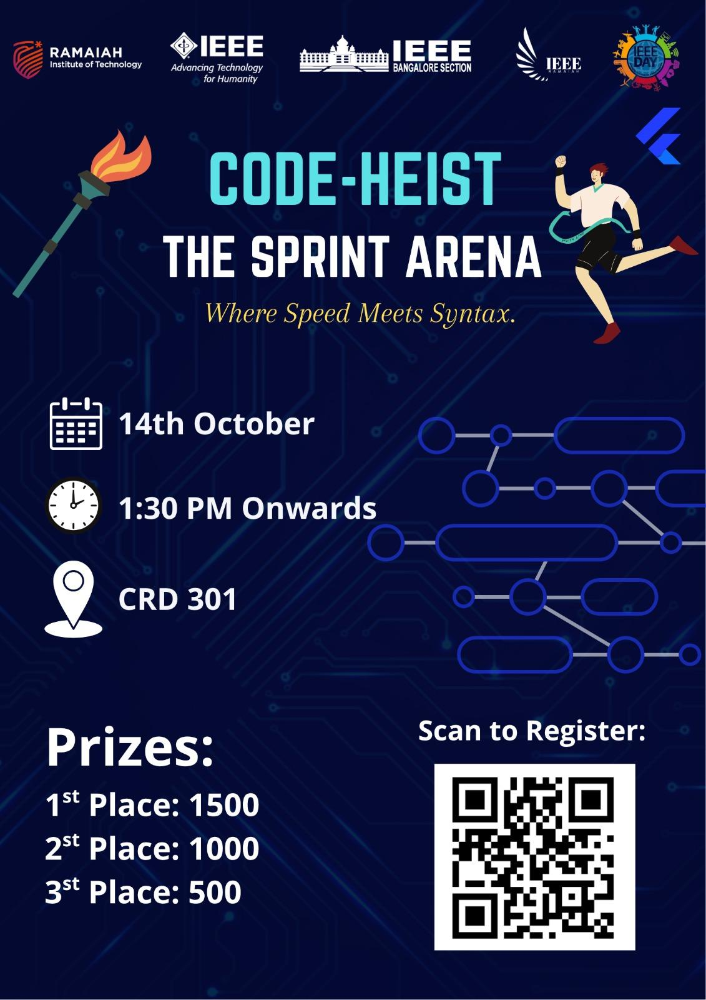 RAMAIAH
Institute of Technology
IEEE
Advancing Technology
for Humanity
IEEE
BANGALORE SECTION
IEEE
RAMAIAH
IEEE
DAY
CODE-HEIST
THE SPRINT ARENA
Where Speed Meets Syntax.
14th October
1:30 PM Onwards
CRD 301
Prizes:
1st Place: 1500
2st Place: 1000
3st Place: 500
Scan to Register: